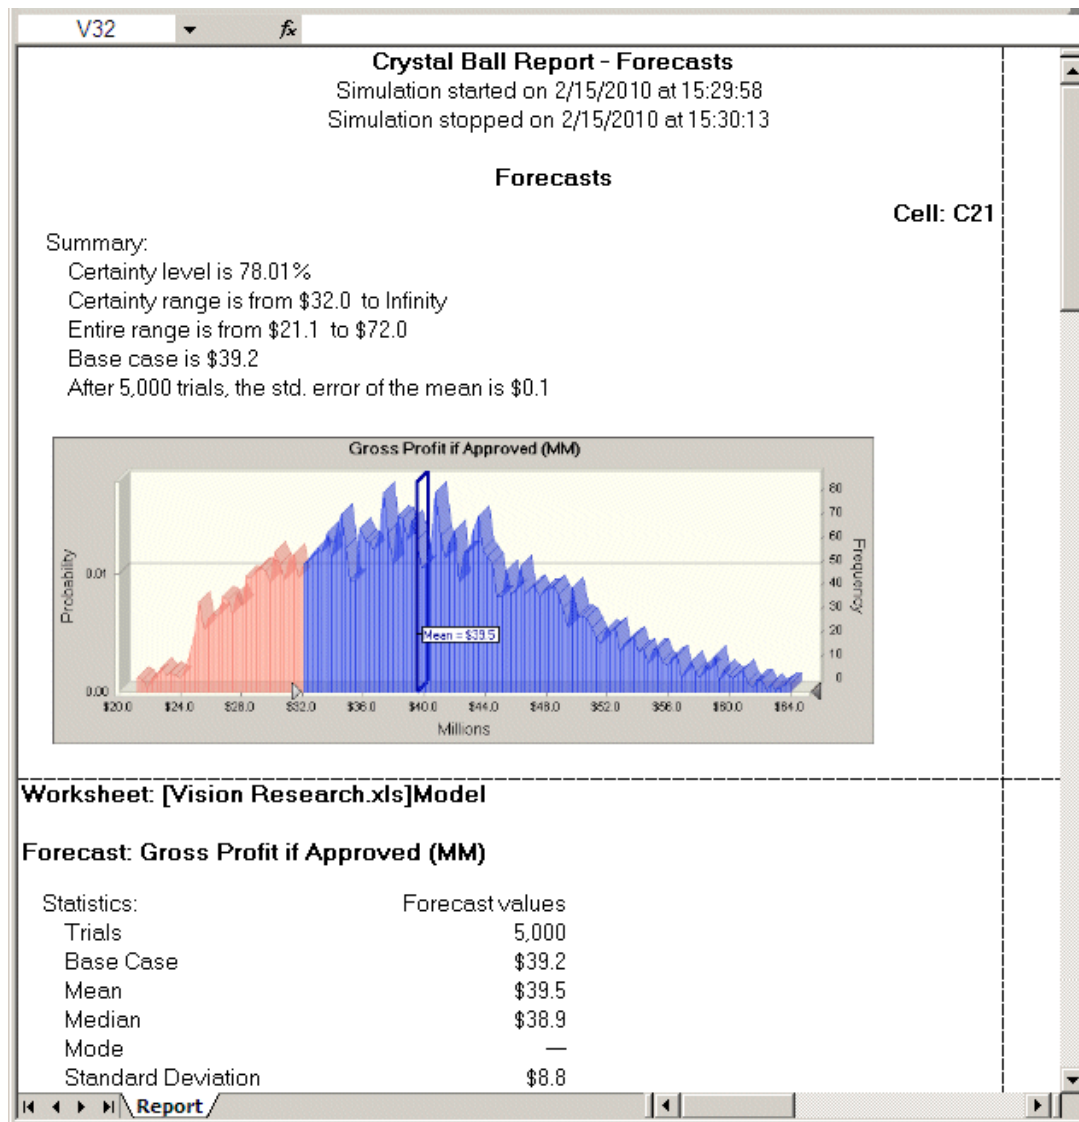 V32
fx
Crystal Ball Report - Forecasts
Simulation started on 2/15/2010 at 15:29:58
Simulation stopped on 2/15/2010 at 15:30:13
Forecasts
Cell: C21
Summary:
Certainty level is 78.01%
Certainty range is from $32.0 to Infinity
Entire range is from $21.1 to $72.0
Base case is $39.2
After 5,000 trials, the std. error of the mean is $0.1
Gross Profit if Approved (MM)
Probability
0.01
0.00
80
70
60
50
40
30
20
10
0
Frequency
Mean = $39.5
$20.0 $24.0 $28.0 $32.0 $36.0 $40.0 $44.0 $48.0 $52.0 $56.0 $60.0 $64.0
Millions
Worksheet: [Vision Research.xls]Model
Forecast: Gross Profit if Approved (MM)
Statistics: Forecast values
Trials 5,000
Base Case $39.2
Mean $39.5
Median $38.9
Mode —
Standard Deviation $8.8
Report